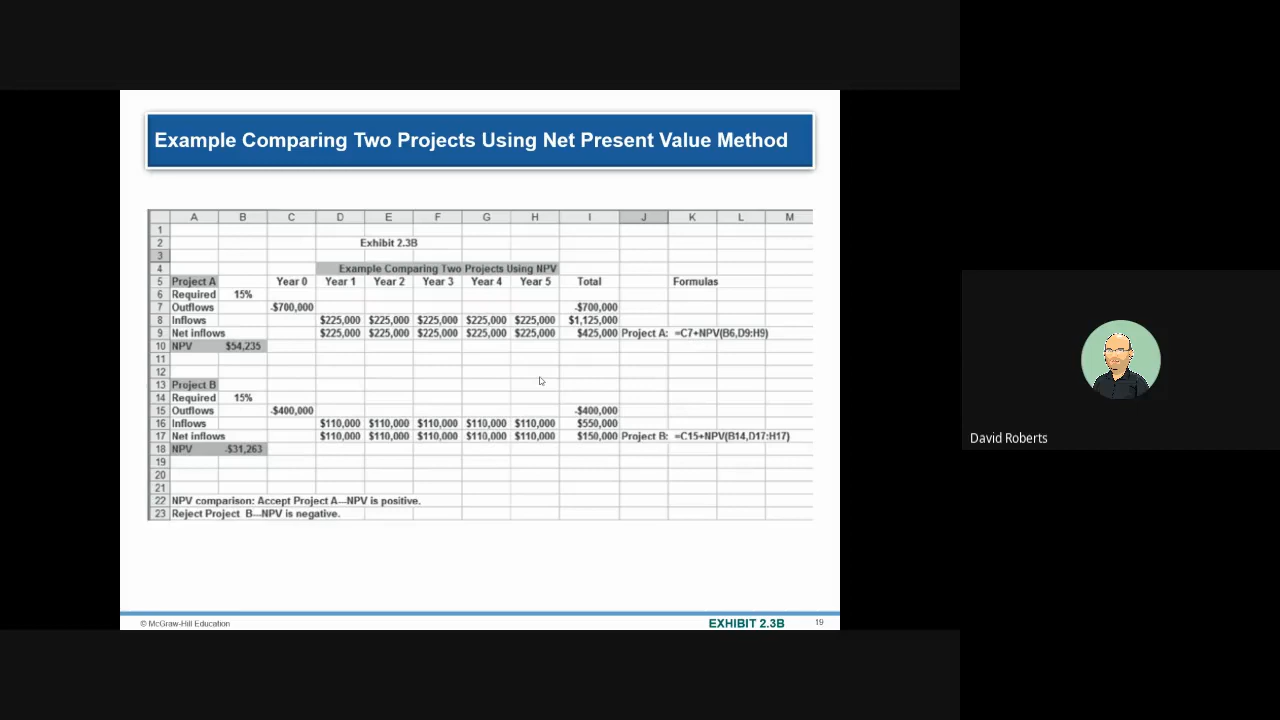 Example Comparing Two Projects Using Net Present Value Method
A B C D E F G H I J K L M
1
2 Exhibit 2.3B
3
4 Example Comparing Two Projects Using NPV
5 Project A Year 0 Year 1 Year 2 Year 3 Year 4 Year 5 Total Formulas
6 Required 15%
7 Outflows -$700,000 -$700,000
8 Inflows $225,000 $225,000 $225,000 $225,000 $225,000 $1,125,000
9 Net inflows $225,000 $225,000 $225,000 $225,000 $225,000 $425,000 Project A: =C7+NPV(B6,D9:H9)
10 NPV $54,235
11
12
13 Project B
14 Required 15%
15 Outflows -$400,000 -$400,000
16 Inflows $110,000 $110,000 $110,000 $110,000 $110,000 $550,000
17 Net inflows $110,000 $110,000 $110,000 $110,000 $110,000 $150,000 Project B: =C15+NPV(B14,D17:H17)
18 NPV -$31,263
19
20
21
22 NPV comparison: Accept Project A—NPV is positive.
23 Reject Project B—NPV is negative.
© McGraw-Hill Education EXHIBIT 2.3B 19
David Roberts